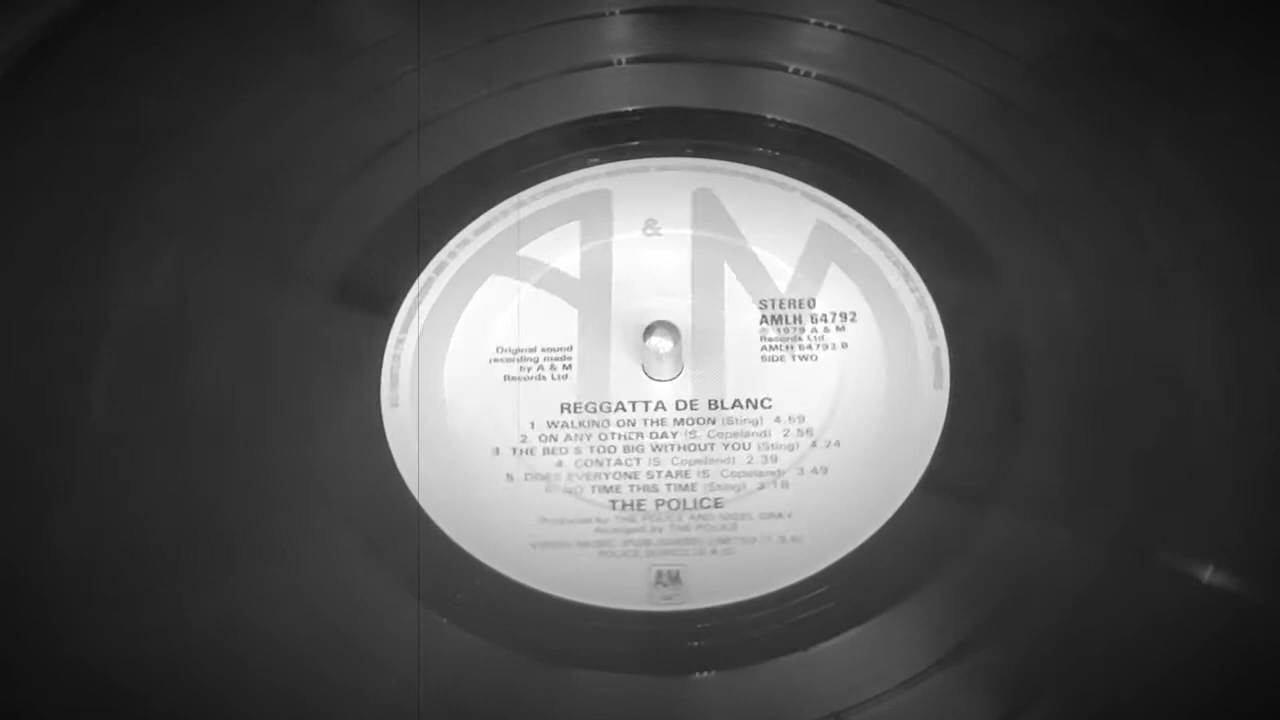 A & M
STEREO
AMLH 64792
℗ 1979 A & M
Records Ltd.
AMLH 64792 B
SIDE TWO
Original sound
recording made
by A & M
Records Ltd.
REGGATTA DE BLANC
1. WALKING ON THE MOON (Sting) 4.59
2. ON ANY OTHER DAY (S. Copeland) 2.56
3. THE BED'S TOO BIG WITHOUT YOU (Sting) 4.24
4. CONTACT (S. Copeland) 2.39
5. DOES EVERYONE STARE (S. Copeland) 3.49
6. NO TIME THIS TIME (Sting) 3.18
THE POLICE
Produced by THE POLICE AND NIGEL GRAY
Arranged by THE POLICE
VIRGIN MUSIC
AM